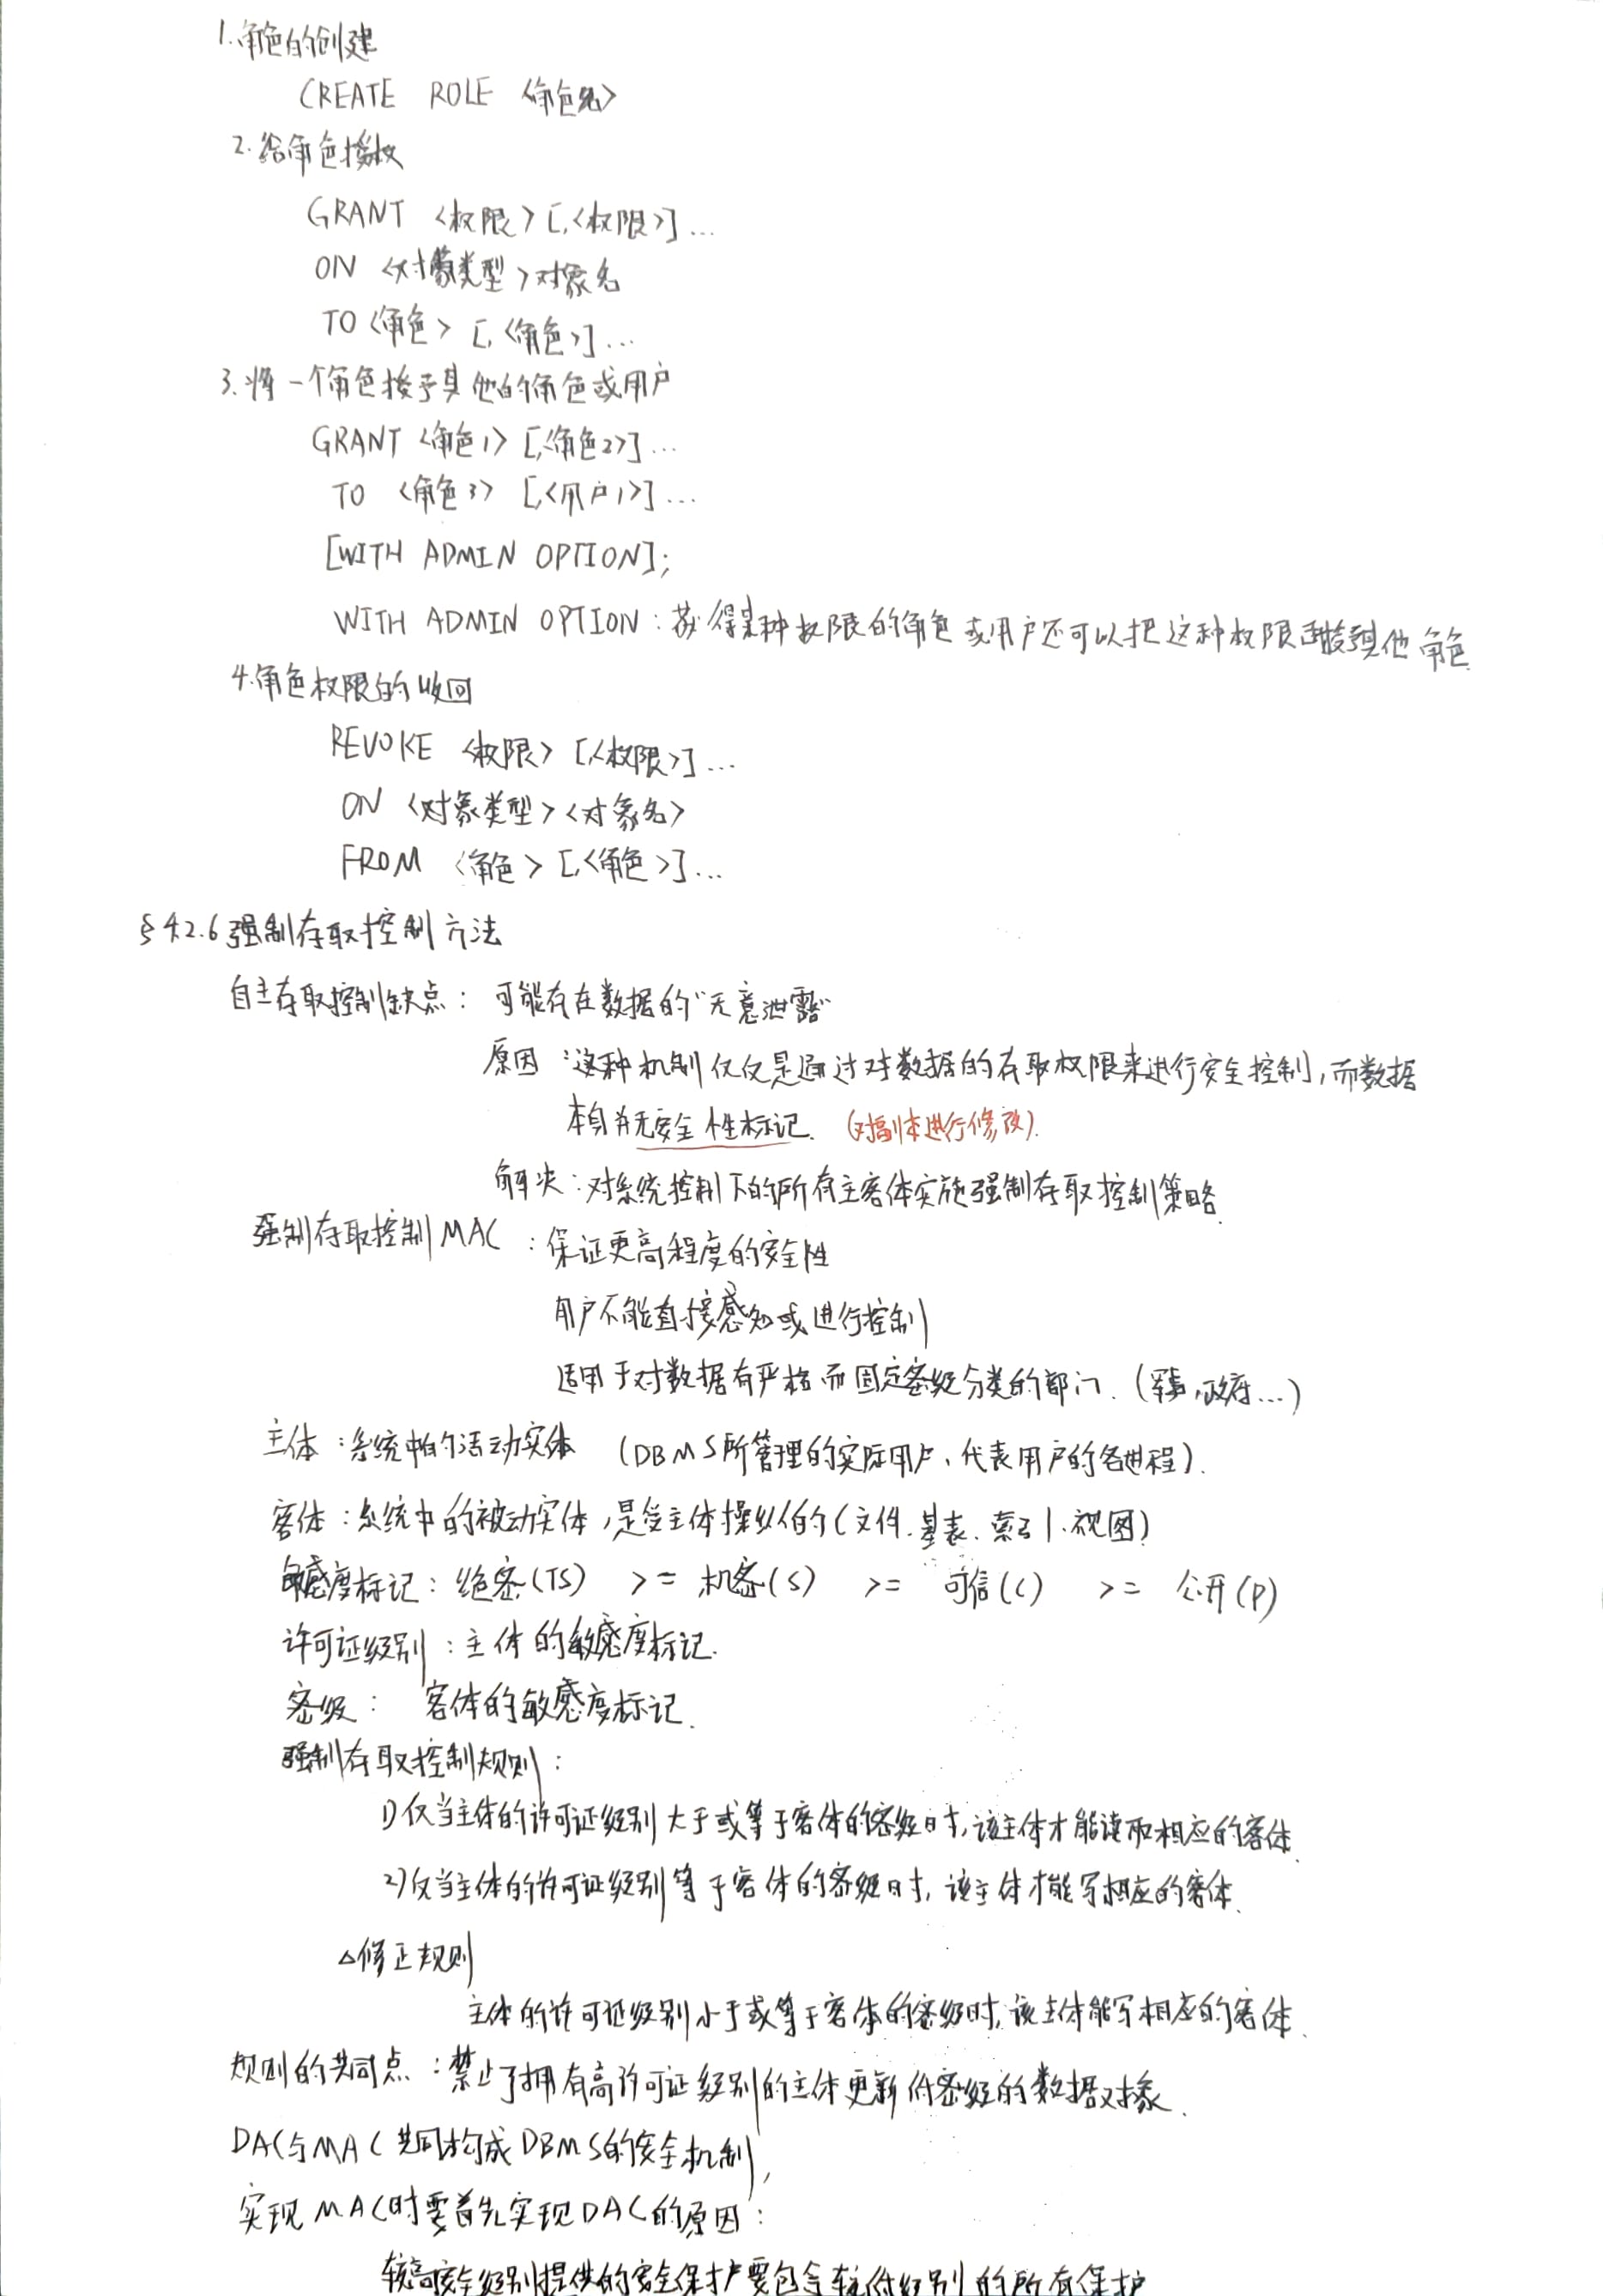 1.角色的创建
CREATE ROLE <角色名>
2.给角色授权
GRANT <权限>[,<权限>]…
ON <对象类型>对象名
TO<角色> [,<角色>]…
3.将一个角色授予其他的角色或用户
GRANT<角色1>[,<角色2>]…
TO <角色3> [,<用户1>]…
[WITH ADMIN OPTION];
WITH ADMIN OPTION:获得某种权限的角色或用户还可以把这种权限再授予其他角色
4.角色权限的收回
REVOKE <权限>[,<权限>]…
ON <对象类型><对象名>
FROM <角色>[,<角色>]…
§4.2.6强制存取控制方法
自主存取控制缺点: 可能存在数据的"无意泄露"
原因:这种机制仅仅是通过对数据的存取权限来进行安全控制,而数据
本身并无安全性标记. (对副本进行修改).
解决:对系统控制下的所有主客体实施强制存取控制策略.
强制存取控制MAC :保证更高程度的安全性
用户不能直接感知或进行控制
适用于对数据有严格而固定密级分类的部门.(军事,政府…)
主体:系统中的活动实体 (DBMS所管理的实际用户、代表用户的各进程).
客体:系统中的被动实体,是受主体操纵的(文件.基表、索引.视图)
敏感度标记:绝密(TS) >= 机密(S) >= 可信(C) >= 公开(P)
许可证级别:主体的敏感度标记.
密级: 客体的敏感度标记.
强制存取控制规则:
1)仅当主体的许可证级别大于或等于客体的密级时,该主体才能读取相应的客体.
2)仅当主体的许可证级别等于客体的密级时,该主体才能写相应的客体.
△修正规则
主体的许可证级别小于或等于客体的密级时,该主体能写相应的客体.
规则的共同点:禁止了拥有高许可证级别的主体更新低密级的数据对象.
DAC与MAC共同构成DBMS的安全机制,
实现MAC时要首先实现DAC的原因:
较高安全级别提供的安全保护要包含较低级别的所有保护